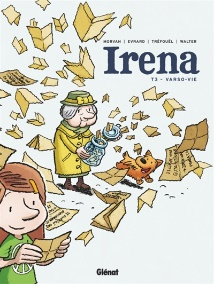 MORVAN | EVRARD | TRÉFOUËL | WALTER
Irena
T3 - VARSO-VIE
Glénat